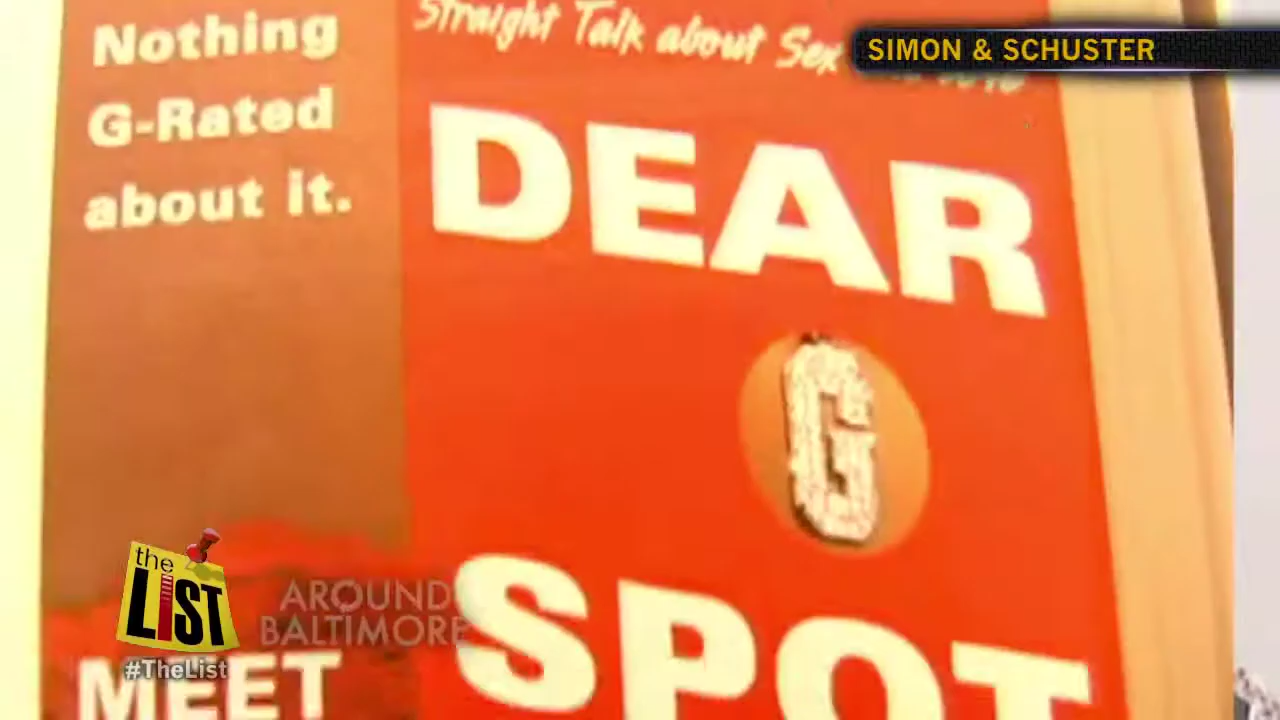 Nothing
G-Rated
about it.
Straight Talk about Sex
SIMON & SCHUSTER
DEAR
G
SPOT
the
LiST
AROUND
BALTIMORE
#TheList
MEET